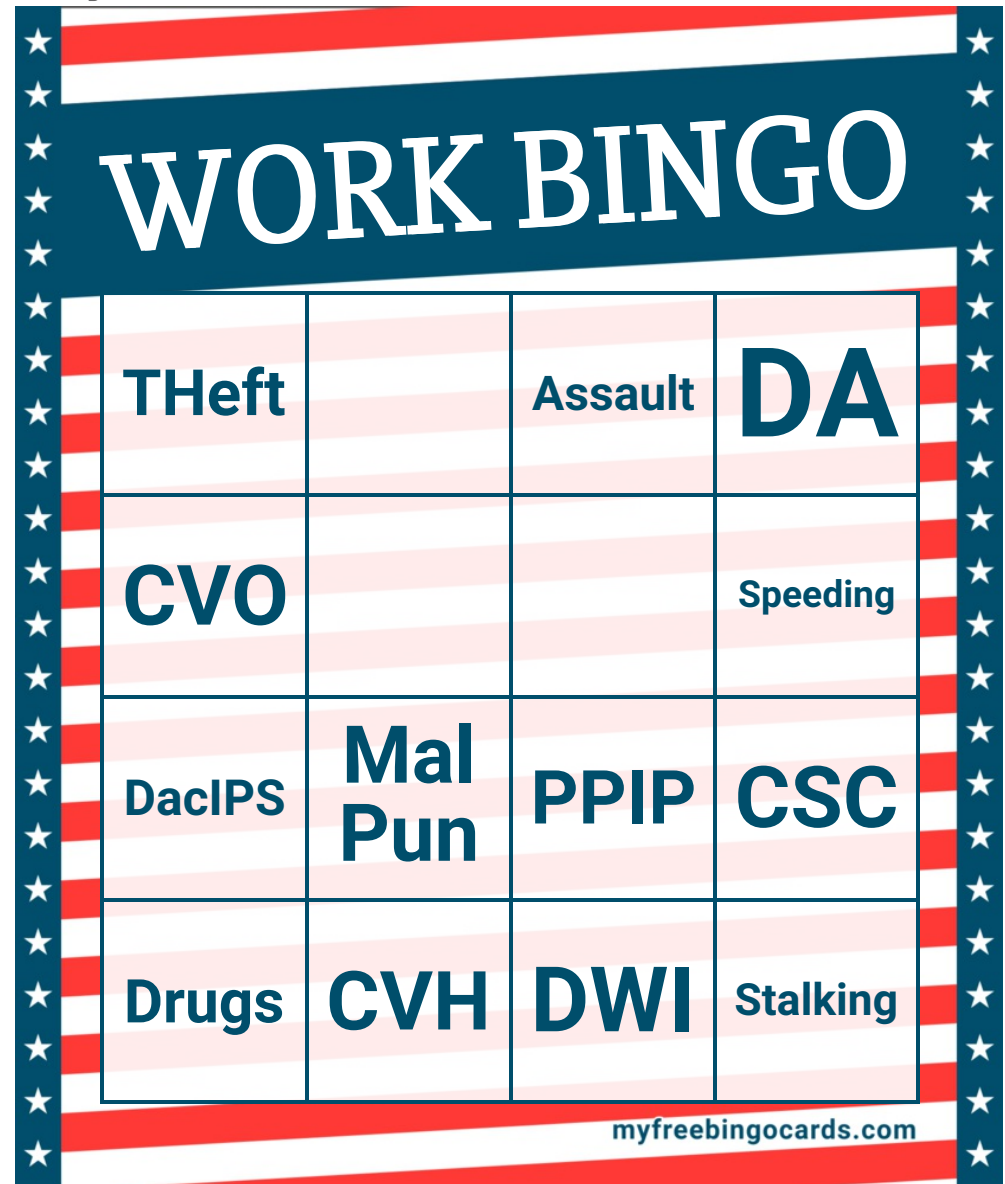 WORK BINGO
THeft
Assault
DA
CVO
Speeding
DacIPS
Mal
Pun
PPIP
CSC
Drugs
CVH
DWI
Stalking
myfreebingocards.com